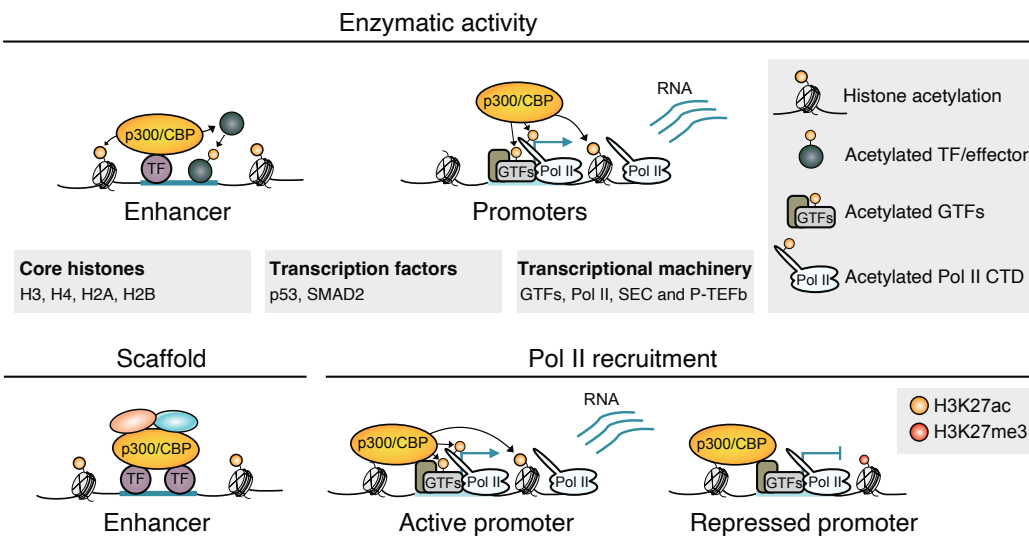 Enzymatic activity
p300/CBP
TF
Enhancer
p300/CBP
RNA
GTFs
Pol II
Pol II
Promoters
Histone acetylation
Acetylated TF/effector
GTFs
Acetylated GTFs
Pol II
Acetylated Pol II CTD
Core histones
H3, H4, H2A, H2B
Transcription factors
p53, SMAD2
Transcriptional machinery
GTFs, Pol II, SEC and P-TEFb
Scaffold
p300/CBP
TF
TF
Enhancer
Pol II recruitment
RNA
p300/CBP
GTFs
Pol II
Pol II
Active promoter
p300/CBP
GTFs
Pol II
Repressed promoter
H3K27ac
H3K27me3